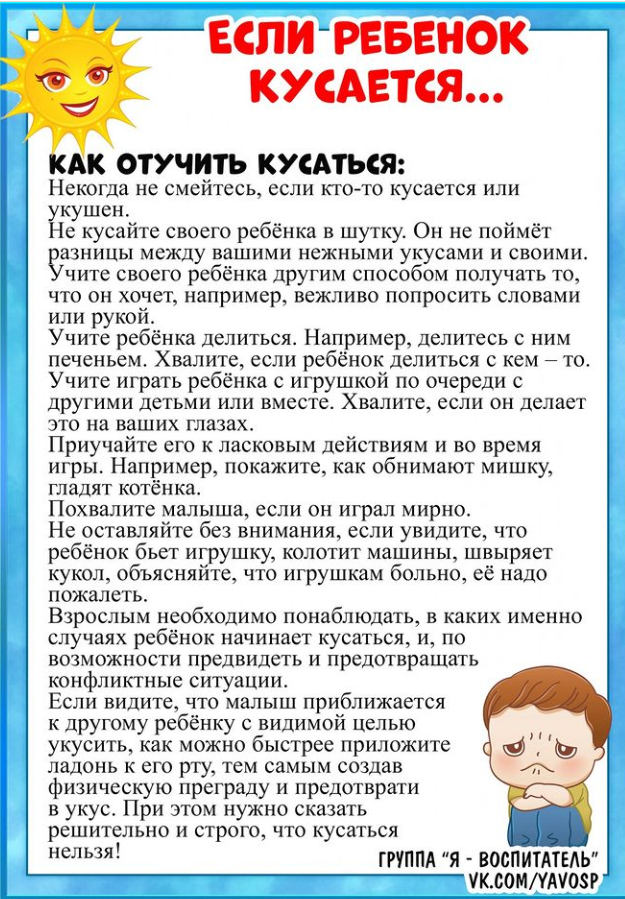 ЕСЛИ РЕБЕНОК
КУСАЕТСЯ...
КАК ОТУЧИТЬ КУСАТЬСЯ:
Некогда не смейтесь, если кто-то кусается или
укушен.
Не кусайте своего ребёнка в шутку. Он не поймёт
разницы между вашими нежными укусами и своими.
Учите своего ребёнка другим способом получать то,
что он хочет, например, вежливо попросить словами
или рукой.
Учите ребёнка делиться. Например, делитесь с ним
печеньем. Хвалите, если ребёнок делиться с кем – то.
Учите играть ребёнка с игрушкой по очереди с
другими детьми или вместе. Хвалите, если он делает
это на ваших глазах.
Приучайте его к ласковым действиям и во время
игры. Например, покажите, как обнимают мишку,
гладят котёнка.
Похвалите малыша, если он играл мирно.
Не оставляйте без внимания, если увидите, что
ребёнок бьет игрушку, колотит машины, швыряет
кукол, объясняйте, что игрушкам больно, её надо
пожалеть.
Взрослым необходимо понаблюдать, в каких именно
случаях ребёнок начинает кусаться, и, по
возможности предвидеть и предотвращать
конфликтные ситуации.
Если видите, что малыш приближается
к другому ребёнку с видимой целью
укусить, как можно быстрее приложите
ладонь к его рту, тем самым создав
физическую преграду и предотврати
в укус. При этом нужно сказать
решительно и строго, что кусаться
нельзя!
ГРУППА "Я - ВОСПИТАТЕЛЬ"
VK.COM/YAVOSP